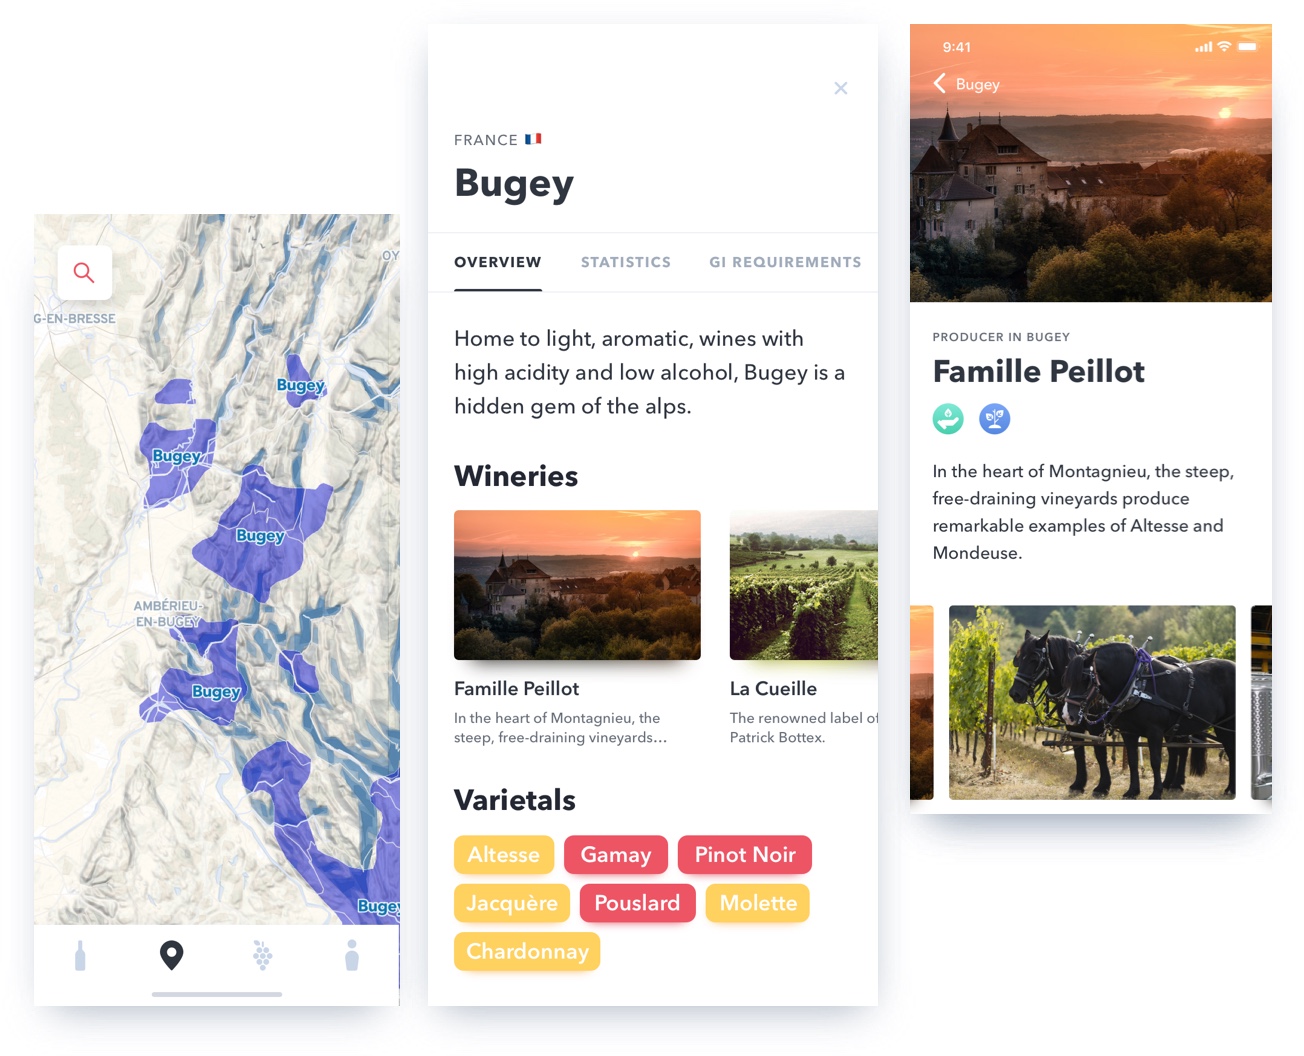 OY
G-EN-BRESSE
Bugey
Bugey
Bugey
AMBÉRIEU-
EN-BUGEY
Bugey
Bugey
FRANCE
Bugey
OVERVIEW STATISTICS GI REQUIREMENTS
Home to light, aromatic, wines with
high acidity and low alcohol, Bugey is a
hidden gem of the alps.
Wineries
Famille Peillot
In the heart of Montagnieu, the
steep, free-draining vineyards...
La Cueille
The renowned label of
Patrick Bottex.
Varietals
Altesse Gamay Pinot Noir
Jacquère Pouslard Molette
Chardonnay
9:41
Bugey
PRODUCER IN BUGEY
Famille Peillot
In the heart of Montagnieu, the steep,
free-draining vineyards produce
remarkable examples of Altesse and
Mondeuse.